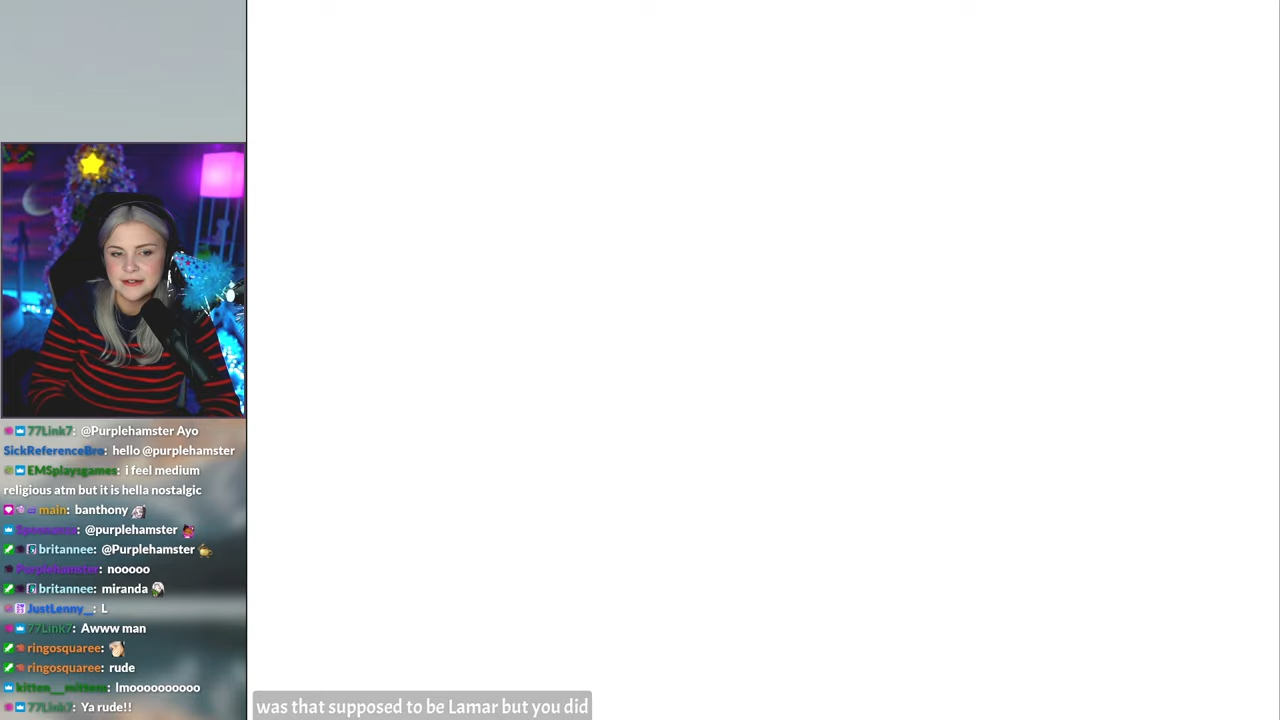 77Link7: @Purplehamster Ayo
SickReferenceBro: hello @purplehamster
EMSplaysgames: i feel medium
religious atm but it is hella nostalgic
main: banthony
: @purplehamster
britannee: @Purplehamster
Purplehamster: nooooo
britannee: miranda
JustLenny_: L
77Link7: Awww man
ringosquaree:
ringosquaree: rude
kitten__mittens: lmoooooooooo
77Link7: Ya rude!!
was that supposed to be Lamar but you did